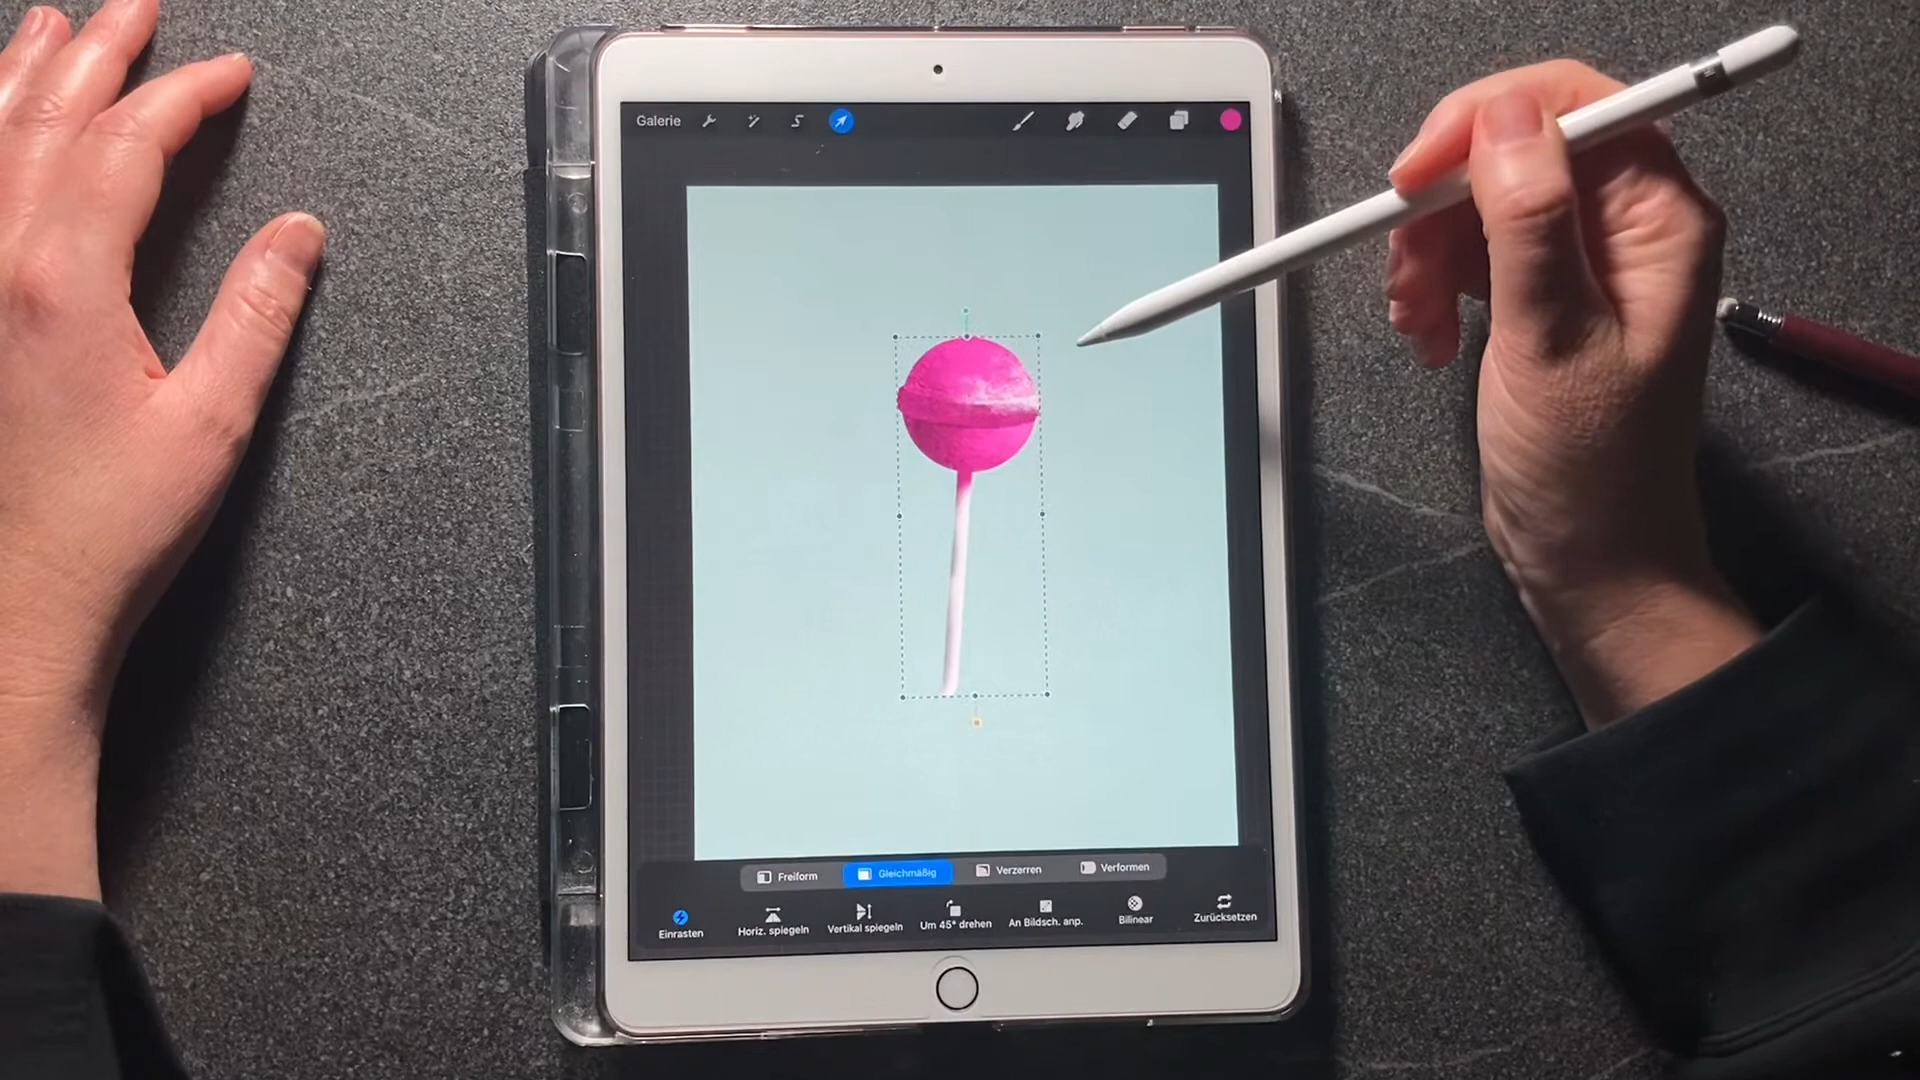 Galerie
Freiform
Gleichmäßig
Verzerren
Verformen
Einrasten
Horiz. spiegeln
Vertikal spiegeln
Um 45° drehen
An Bildsch. anp.
Bilinear
Zurücksetzen